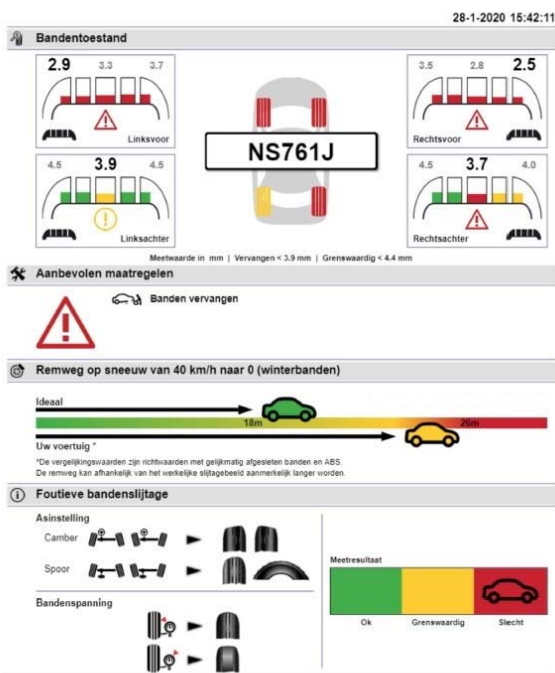 28-1-2020 15:42:11
Bandentoestand
2.9 3.3 3.7
Linksvoor
3.5 2.8 2.5
Rechtsvoor
NS761J
4.5 3.9 4.5
Linksachter
4.5 3.7 4.0
Rechtsachter
Meetwaarde in mm | Vervangen < 3.9 mm | Grenswaardig < 4.4 mm
Aanbevolen maatregelen
Banden vervangen
Remweg op sneeuw van 40 km/h naar 0 (winterbanden)
Ideaal
18m 26m
Uw voertuig *
*De vergelijkingswaarden zijn richtwaarden met gelijkmatig afgesleten banden en ABS.
De remweg kan afhankelijk van het werkelijke slijtagebeeld aanmerkelijk langer worden.
Foutieve bandenslijtage
Asinstelling
Camber
Spoor
Bandenspanning
Meetresultaat
Ok Grenswaardig Slecht